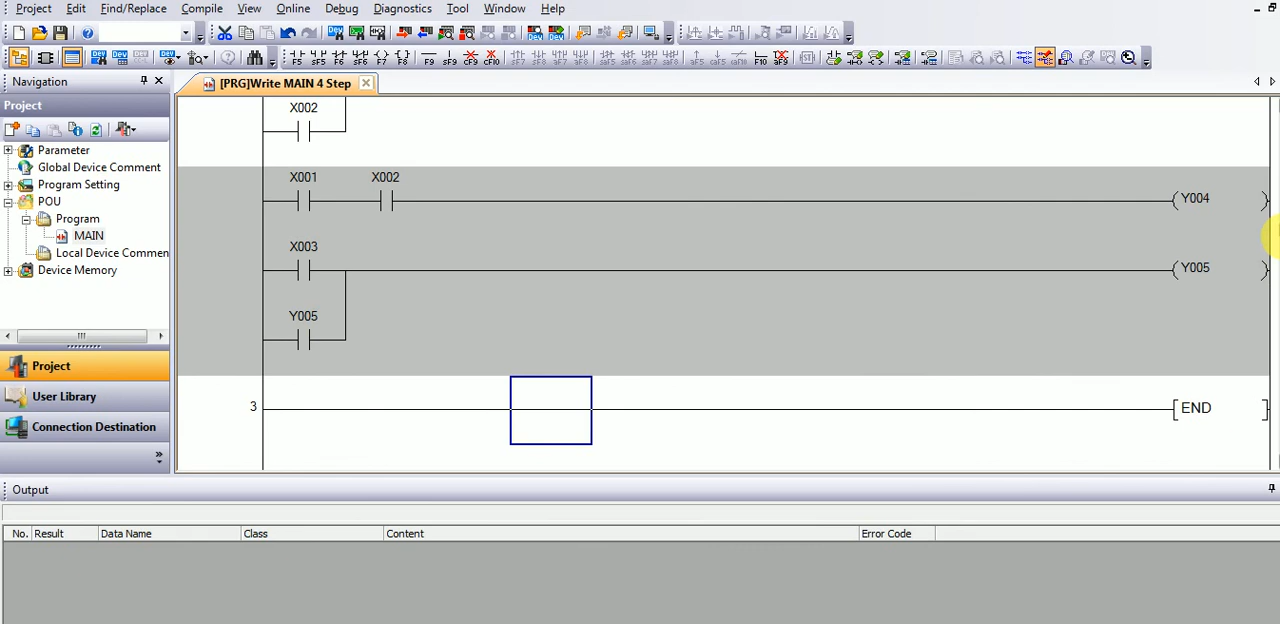 Project Edit Find/Replace Compile View Online Debug Diagnostics Tool Window Help
Navigation
[PRG]Write MAIN 4 Step
Project
Parameter
Global Device Comment
Program Setting
POU
Program
MAIN
Local Device Commen
Device Memory
Project
User Library
Connection Destination
X002
X001 X002 Y004
X003 Y005
Y005
3 END
Output
No. Result Data Name Class Content Error Code